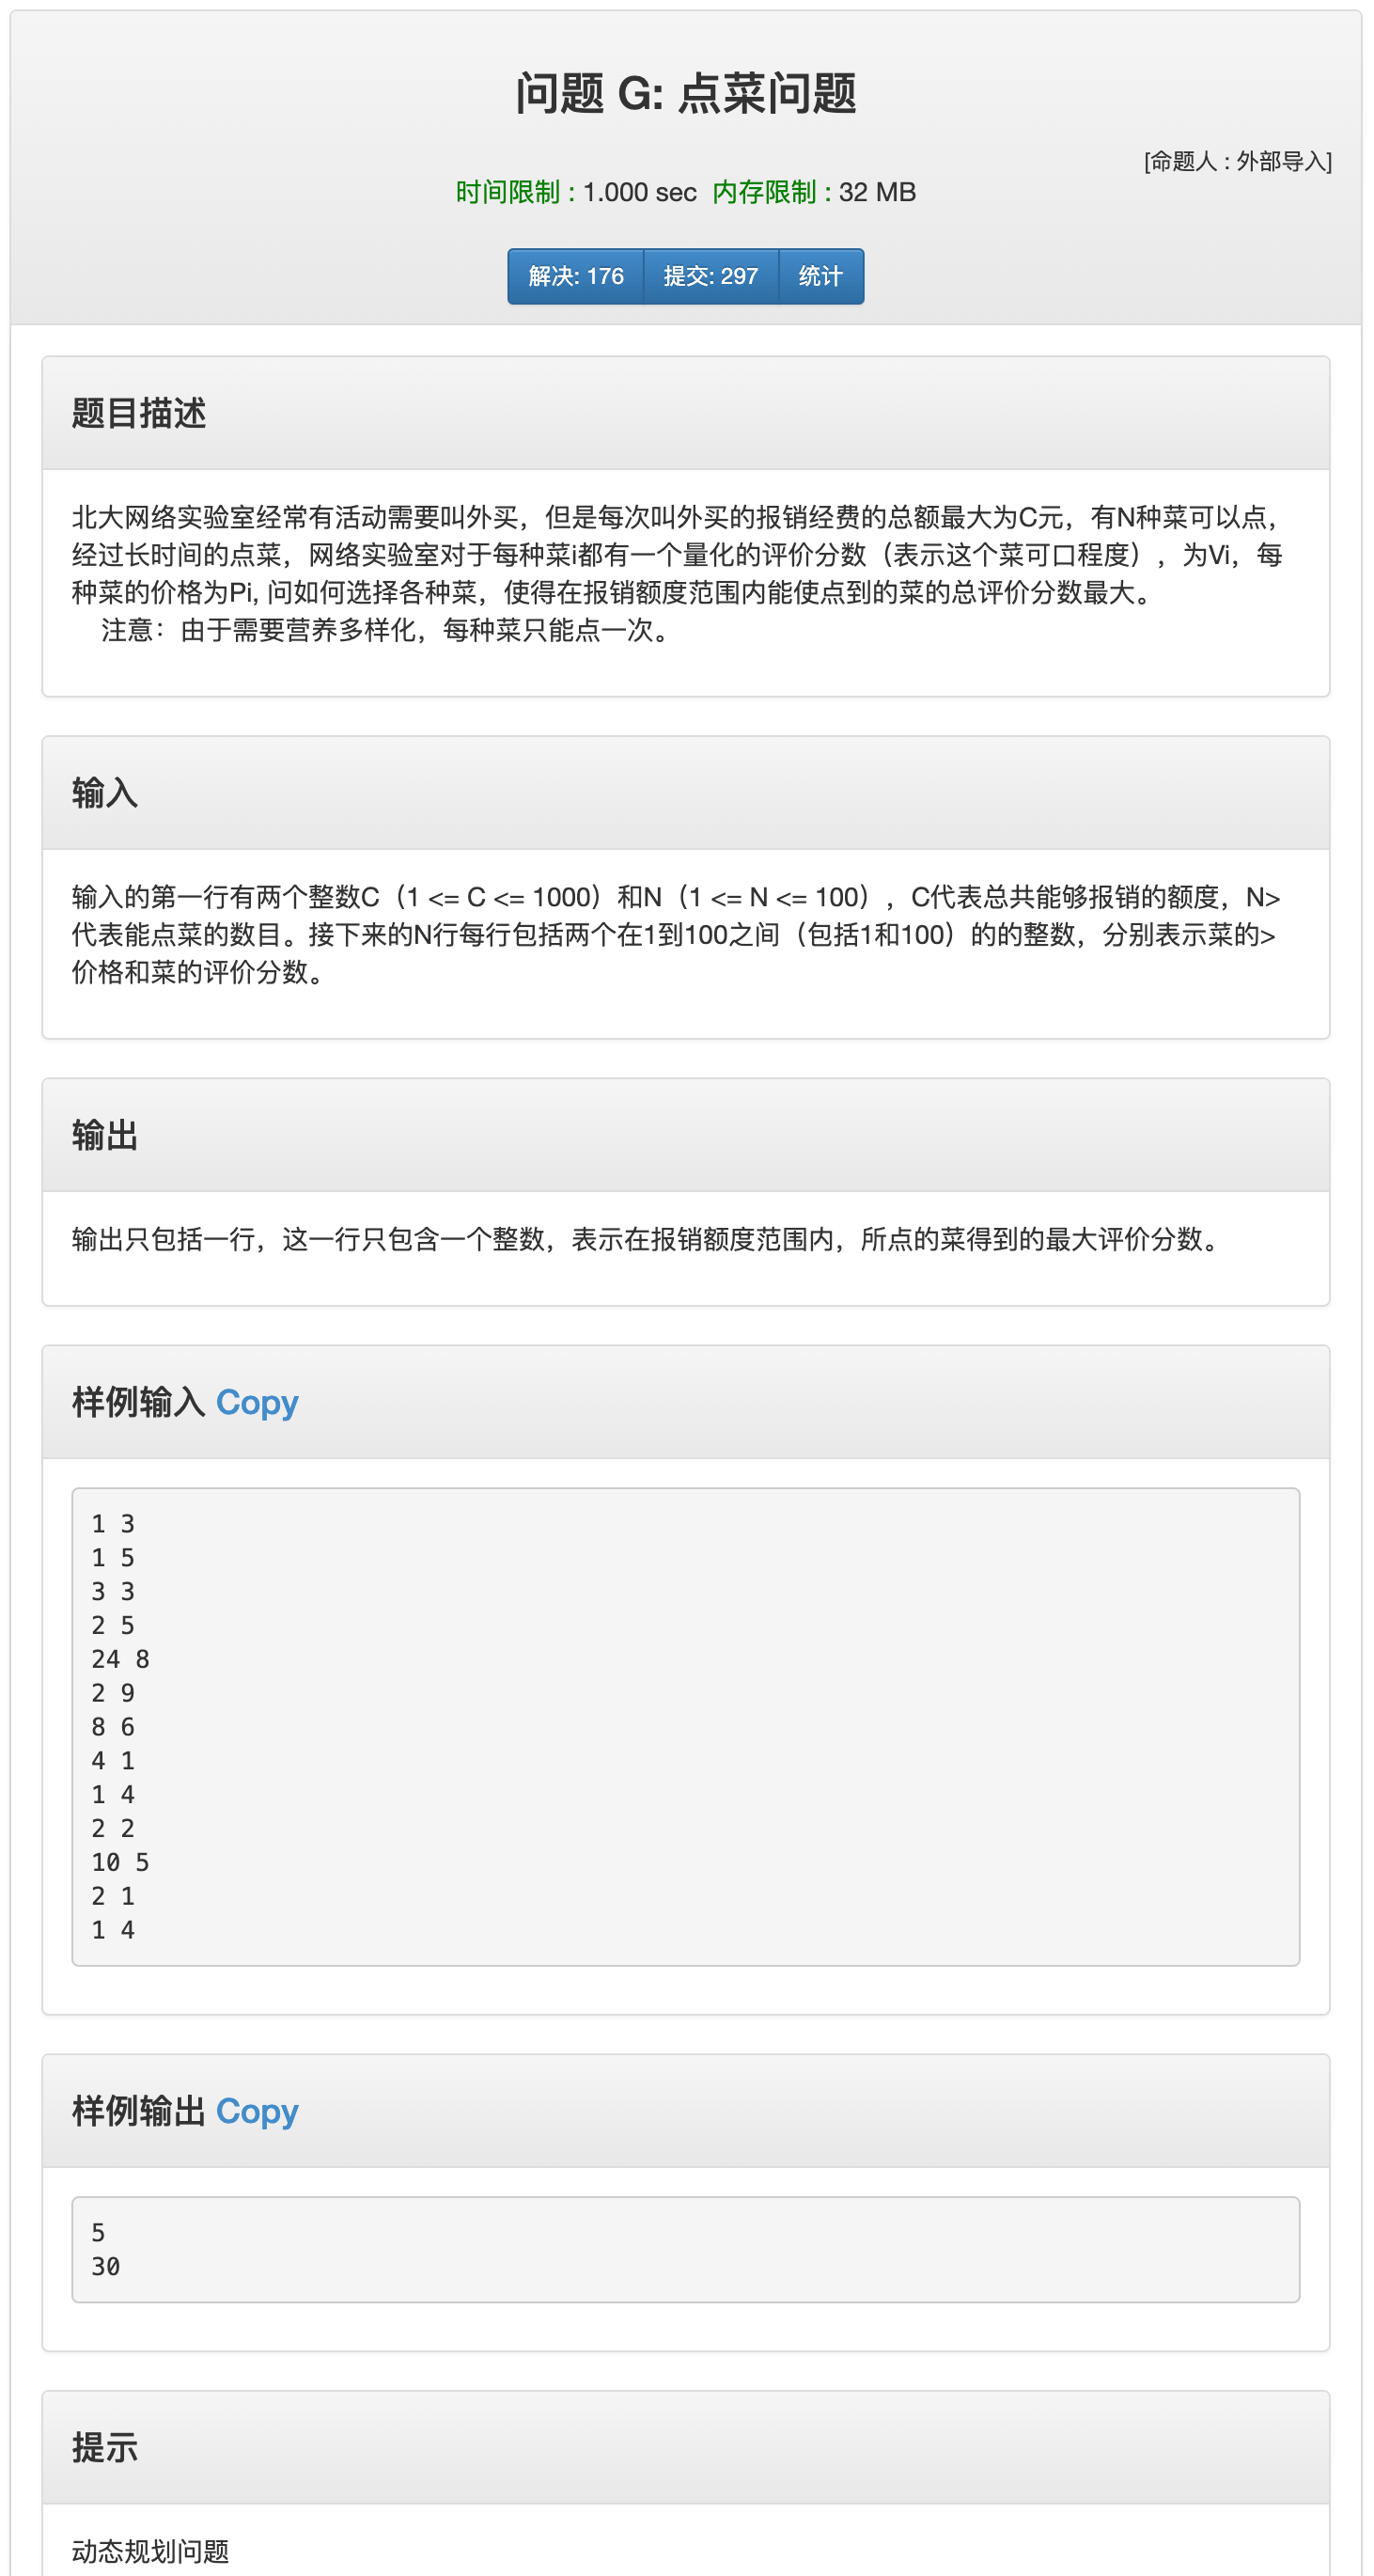 问题 G: 点菜问题
[命题人 : 外部导入]
时间限制 : 1.000 sec 内存限制 : 32 MB
解决: 176 提交: 297 统计
题目描述
北大网络实验室经常有活动需要叫外买，但是每次叫外买的报销经费的总额最大为C元，有N种菜可以点，
经过长时间的点菜，网络实验室对于每种菜i都有一个量化的评价分数（表示这个菜可口程度），为Vi，每
种菜的价格为Pi, 问如何选择各种菜，使得在报销额度范围内能使点到的菜的总评价分数最大。
注意：由于需要营养多样化，每种菜只能点一次。
输入
输入的第一行有两个整数C（1 <= C <= 1000）和N（1 <= N <= 100），C代表总共能够报销的额度，N>
代表能点菜的数目。接下来的N行每行包括两个在1到100之间（包括1和100）的的整数，分别表示菜的>
价格和菜的评价分数。
输出
输出只包括一行，这一行只包含一个整数，表示在报销额度范围内，所点的菜得到的最大评价分数。
样例输入 Copy
1 3
1 5
3 3
2 5
24 8
2 9
8 6
4 1
1 4
2 2
10 5
2 1
1 4
样例输出 Copy
5
30
提示
动态规划问题